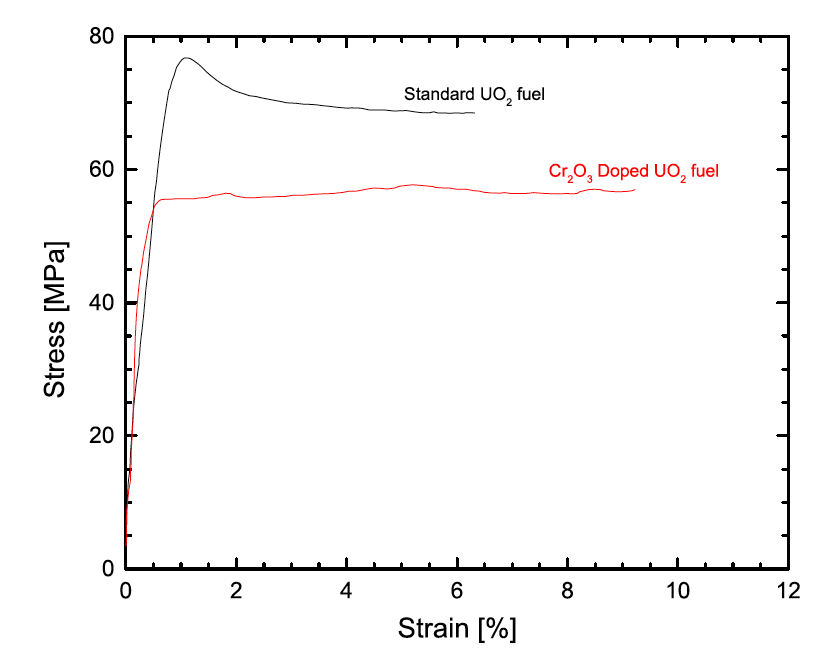 80
60
40
20
0
Stress [MPa]
Standard UO₂ fuel
Cr₂O₃ Doped UO₂ fuel
0 2 4 6 8 10 12
Strain [%]